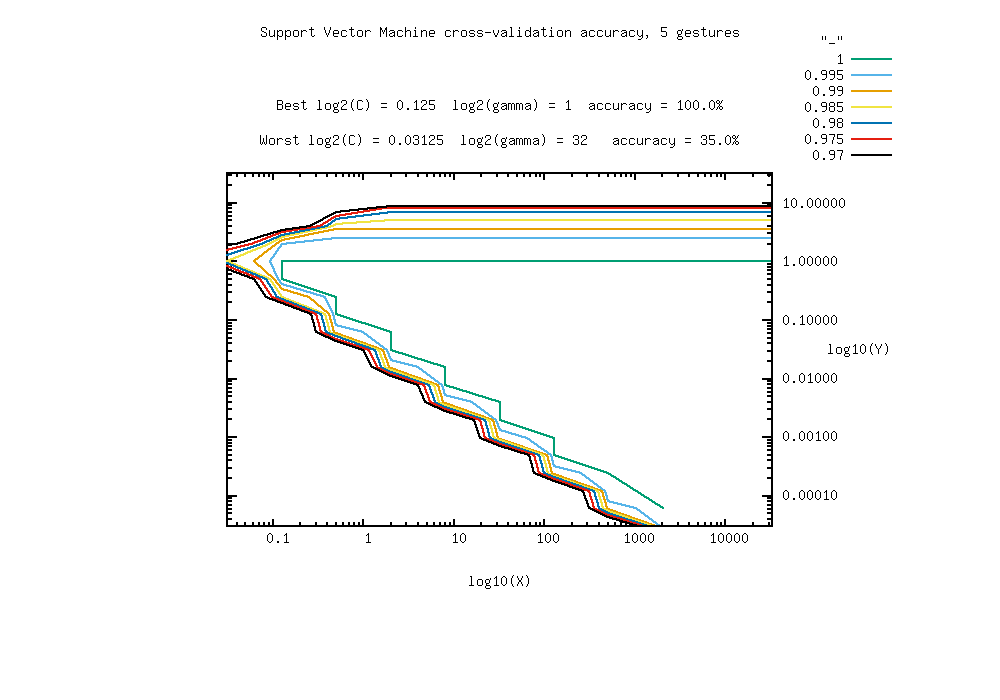 Support Vector Machine cross-validation accuracy, 5 gestures
"_"
1
0.995
0.99
0.985
0.98
0.975
0.97
Best log2(C) = 0.125  log2(gamma) = 1  accuracy = 100.0%
Worst log2(C) = 0.03125  log2(gamma) = 32   accuracy = 35.0%
10.00000
1.00000
0.10000
log10(Y)
0.01000
0.00100
0.00010
0.1 1 10 100 1000 10000
log10(X)